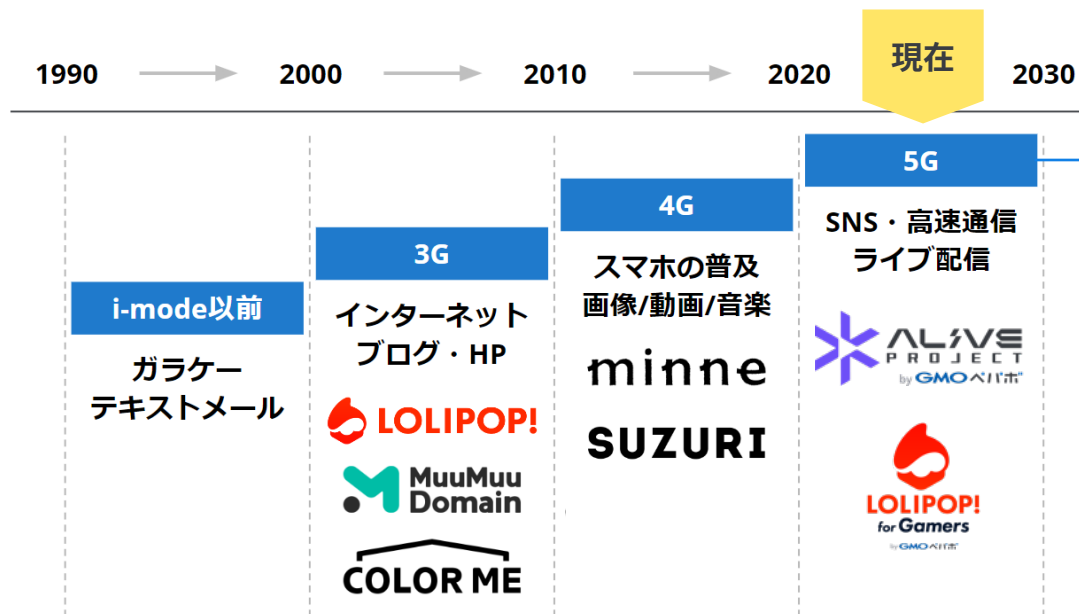 1990 2000 2010 2020 現在 2030
i-mode以前
ガラケー
テキストメール
3G
インターネット
ブログ・HP
LOLIPOP!
MuuMuu
Domain
COLOR ME
4G
スマホの普及
画像/動画/音楽
minne
SUZURI
5G
SNS・高速通信
ライブ配信
ALIVE
PROJECT
by GMOペパボ
LOLIPOP!
for Gamers
by GMOペパボ